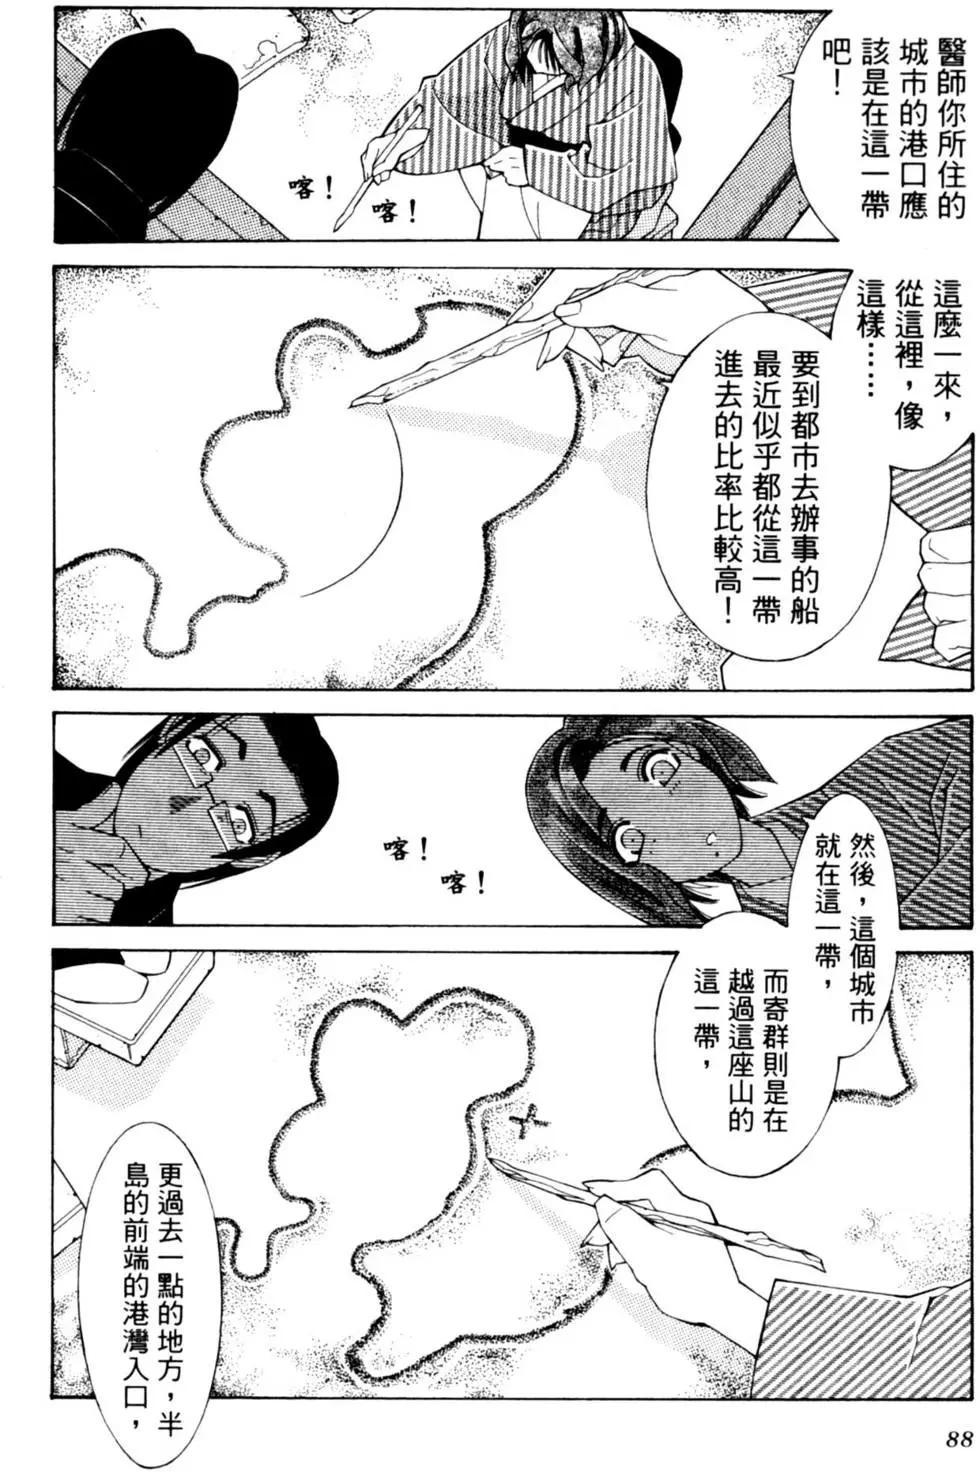 醫師你所住的
城市的港口應
該是在這一帶
吧！
喀！
喀！
這麼一來，
從這裡，像
這樣……
要到都市去辦事的船
最近似乎都從這一帶
進去的比率比較高！
喀！
喀！
然後，這個城市
就在這一帶，
而寄群則是在
越過這座山的
這一帶，
更過去一點的地方，半
島的前端的港灣入口，
88